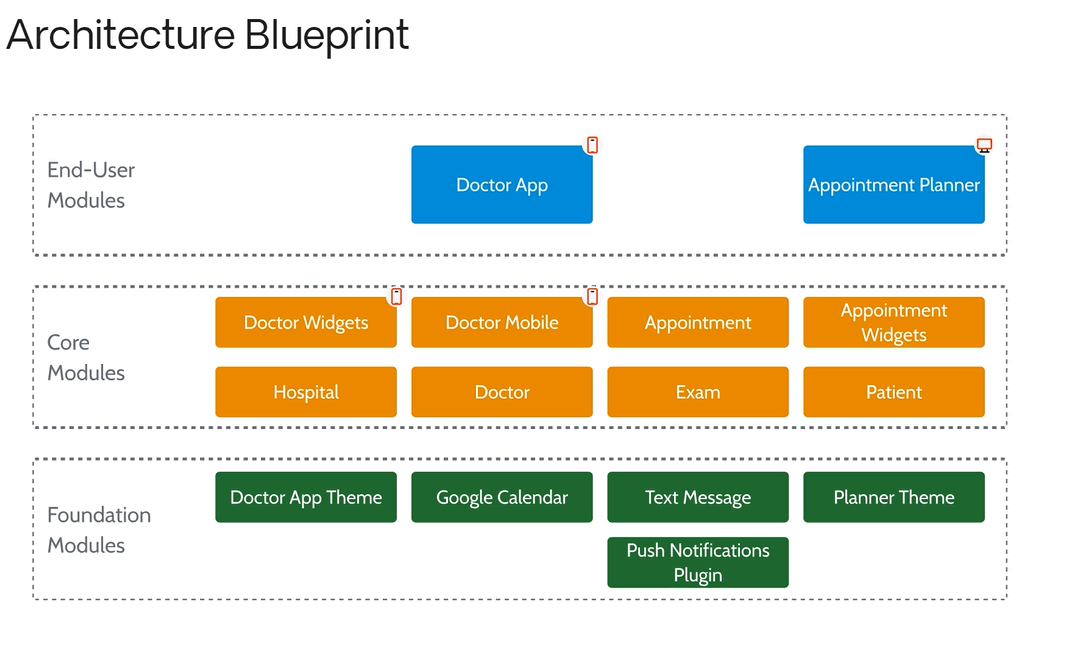 Architecture Blueprint
End-User
Modules
Doctor App
Appointment Planner
Core
Modules
Doctor Widgets
Doctor Mobile
Appointment
Appointment
Widgets
Hospital
Doctor
Exam
Patient
Foundation
Modules
Doctor App Theme
Google Calendar
Text Message
Planner Theme
Push Notifications
Plugin